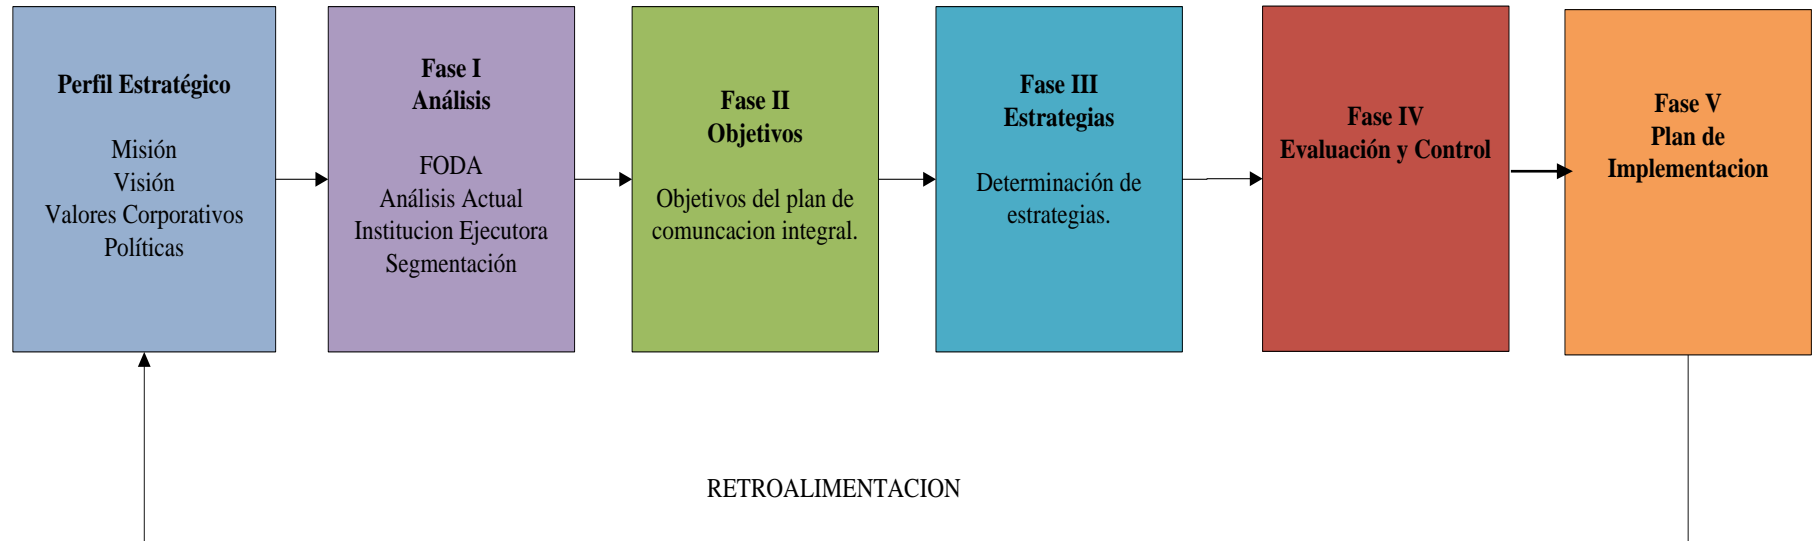 Perfil Estratégico
Misión
Visión
Valores Corporativos
Políticas
Fase I
Análisis
FODA
Análisis Actual
Institucion Ejecutora
Segmentación
Fase II
Objetivos
Objetivos del plan de
comuncacion integral.
Fase III
Estrategias
Determinación de
estrategias.
Fase IV
Evaluación y Control
Fase V
Plan de
Implementacion
RETROALIMENTACION